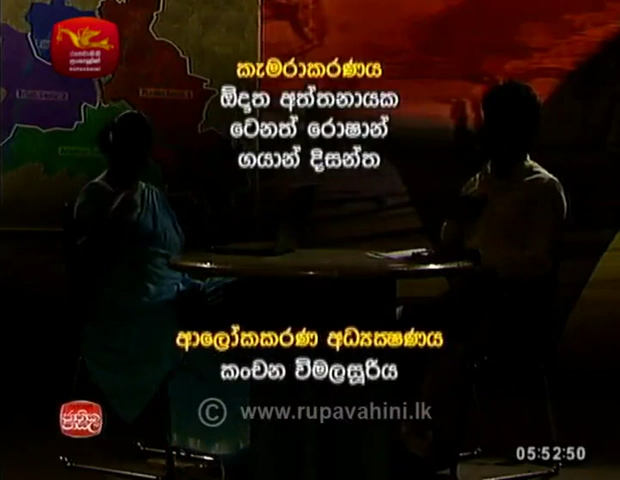 කැමරාකරණය
ඕදූත අත්තනායක
ටෙනත් රොෂාන්
ගයාන් දිසන්ත
ආලෝකකරණ අධ්‍යක්ෂණය
කංචන විමලසූරිය
© www.rupavahini.lk
05:52:50
RUPAVAHINI